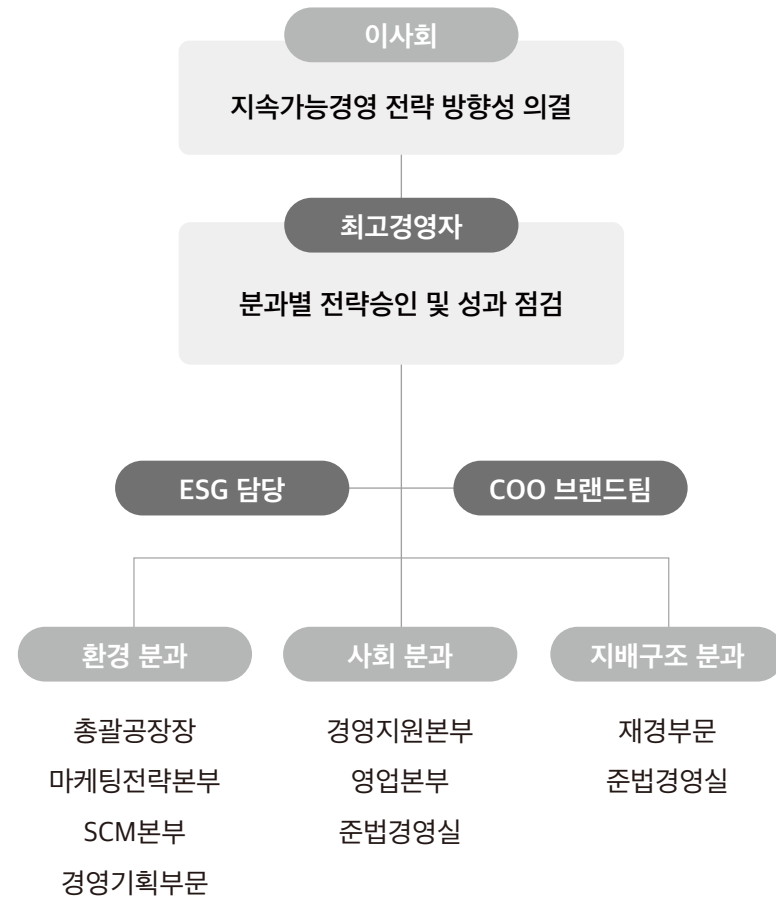 이사회
지속가능경영 전략 방향성 의결
최고경영자
분과별 전략승인 및 성과 점검
ESG 담당
COO 브랜드팀
환경 분과
총괄공장장
마케팅전략본부
SCM본부
경영기획부문
사회 분과
경영지원본부
영업본부
준법경영실
지배구조 분과
재경부문
준법경영실